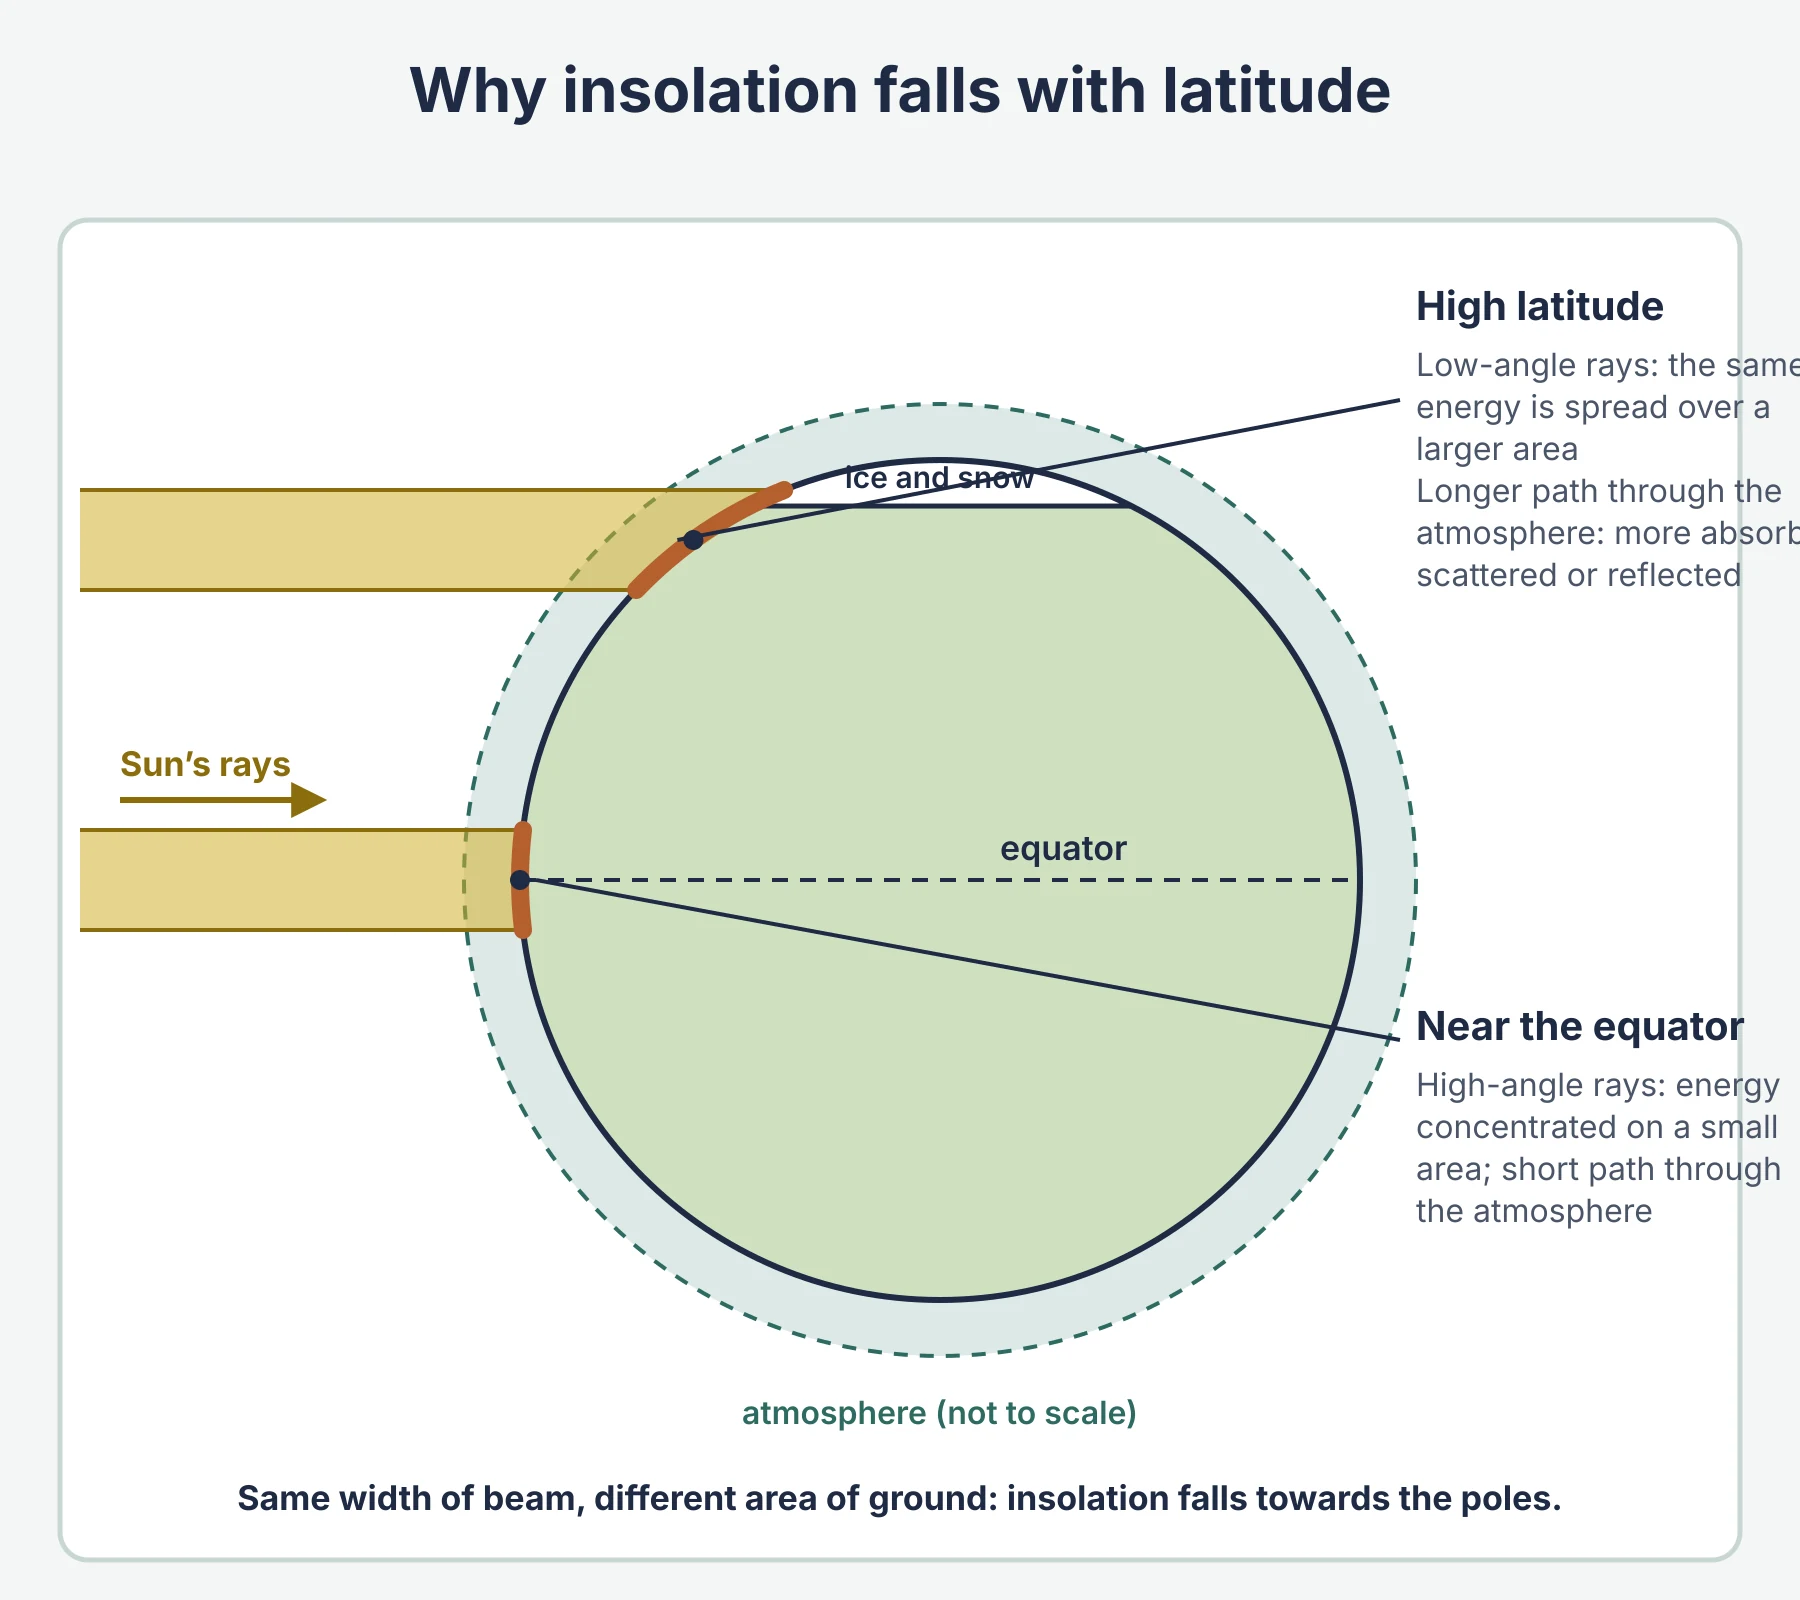 Why insolation falls with latitude
High latitude
Low-angle rays: the same
energy is spread over a
larger area
Longer path through the
atmosphere: more absorb
scattered or reflected
ice and snow
Sun’s rays
equator
Near the equator
High-angle rays: energy
concentrated on a small
area; short path through
the atmosphere
atmosphere (not to scale)
Same width of beam, different area of ground: insolation falls towards the poles.